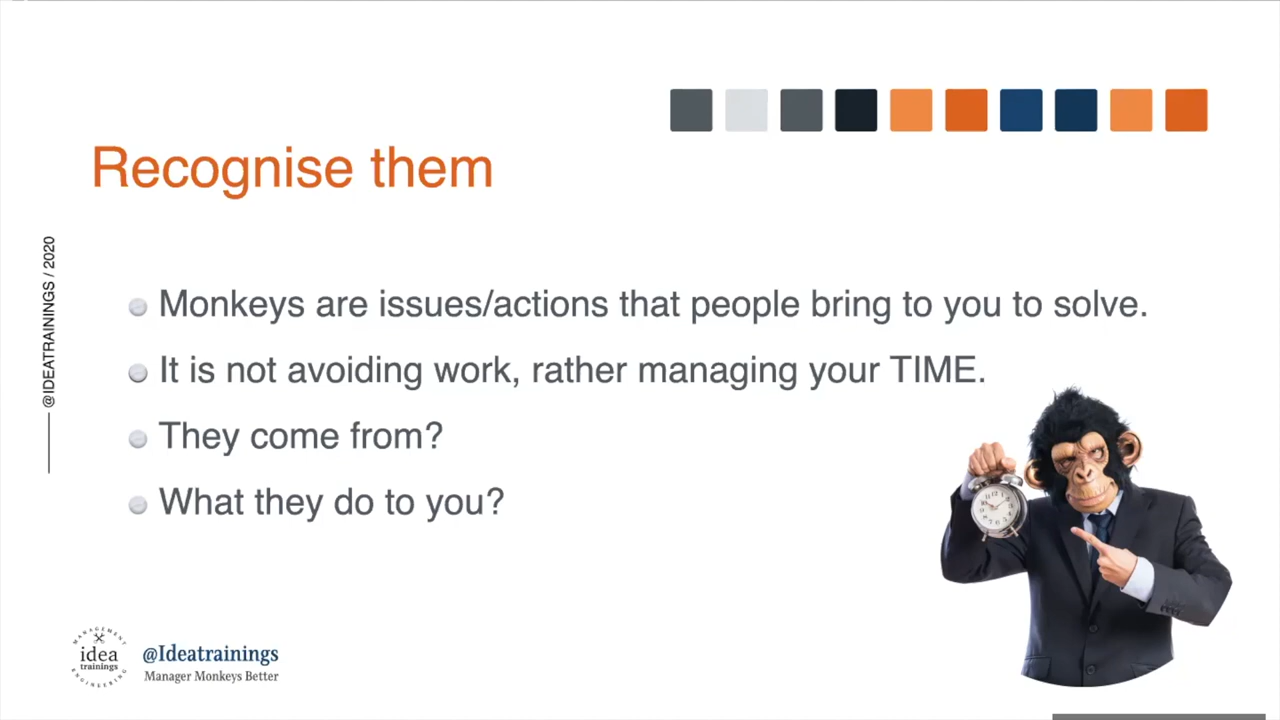 Recognise them
@IDEATRAININGS / 2020
Monkeys are issues/actions that people bring to you to solve.
It is not avoiding work, rather managing your TIME.
They come from?
What they do to you?
MANAGEMENT
idea
trainings
ENGINEERING
@Ideatrainings
Manager Monkeys Better